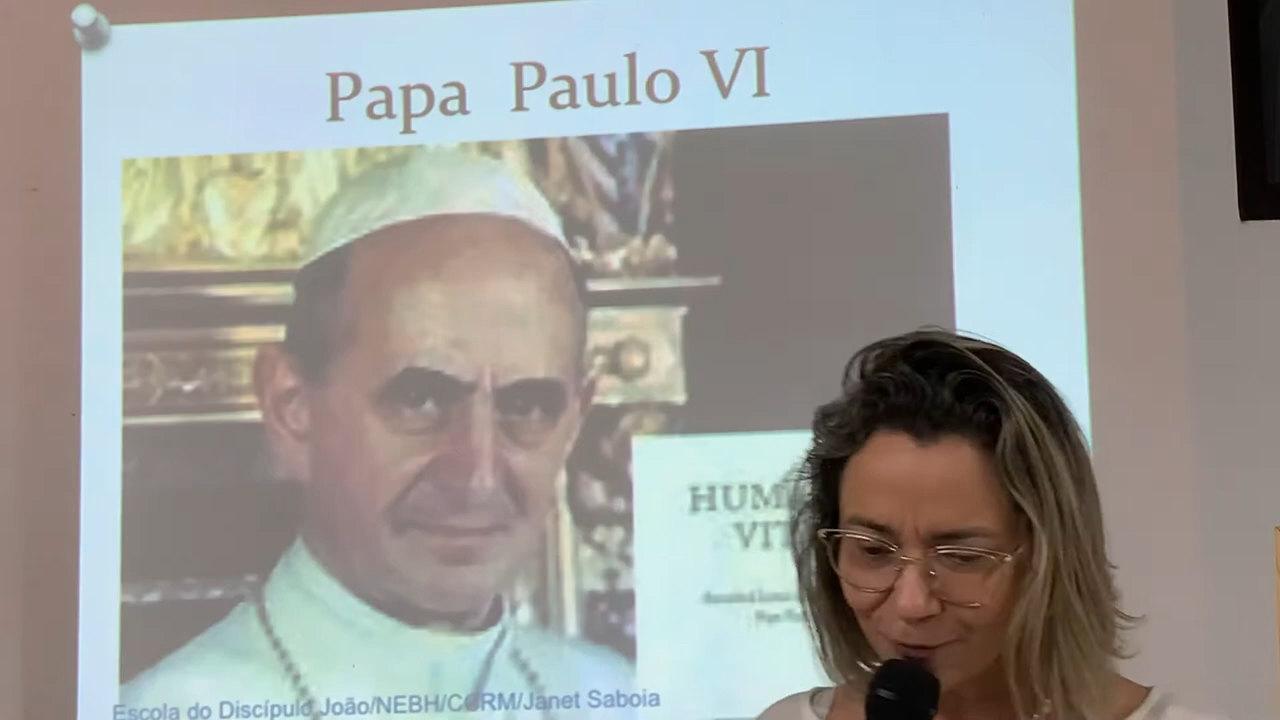 Papa Paulo VI
HUM
VIT
Escola do Discípulo João/NEBH/CCRM/Janet Saboia